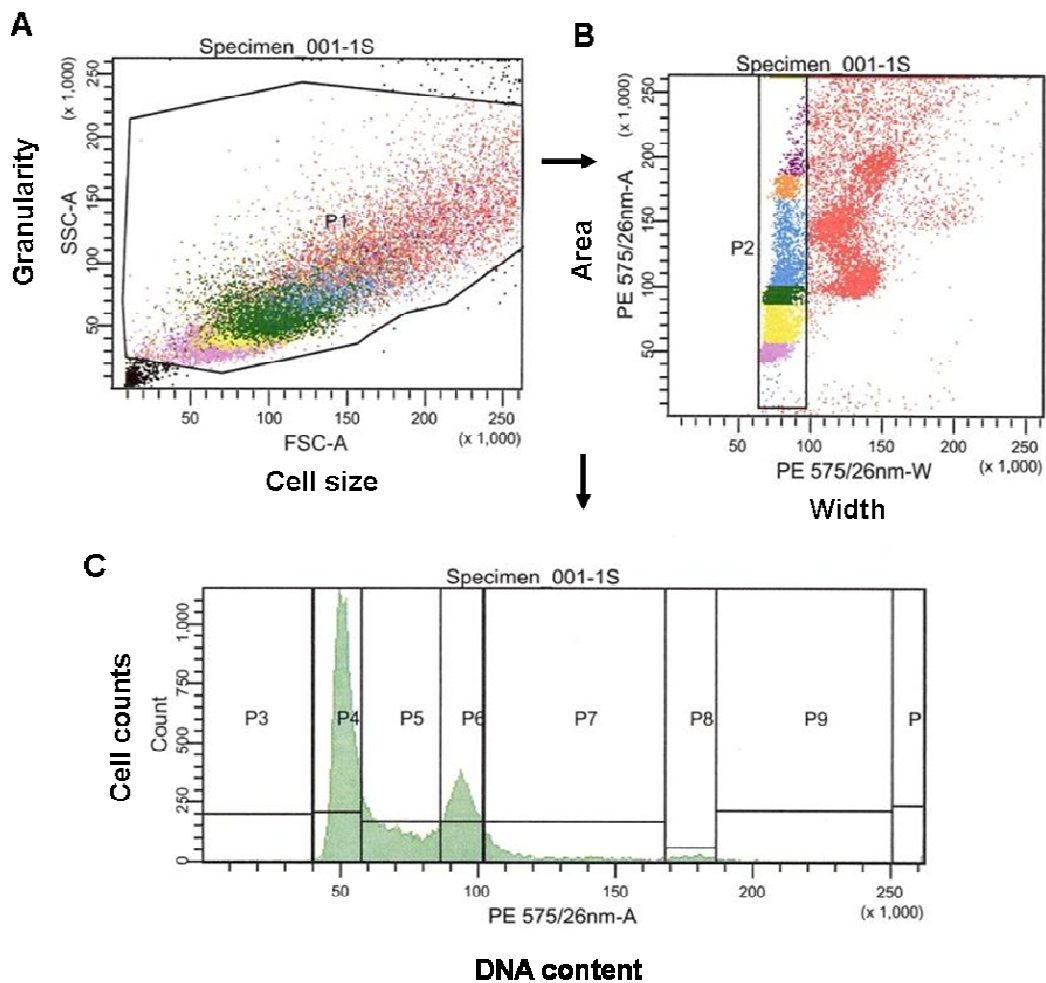 A
Specimen_001-1S
Granularity
SSC-A
(x 1,000)
250
200
150
100
50
P1
50 100 150 200 250
(x 1,000)
FSC-A
Cell size
B
Specimen_001-1S
Area
PE 575/26nm-A
(x 1,000)
250
200
150
100
50
P2
50 100 150 200 250
(x 1,000)
PE 575/26nm-W
Width
C
Specimen_001-1S
Cell counts
Count
1,000
750
500
250
0
P3 P4 P5 P6 P7 P8 P9 P
50 100 150 200 250
(x 1,000)
PE 575/26nm-A
DNA content